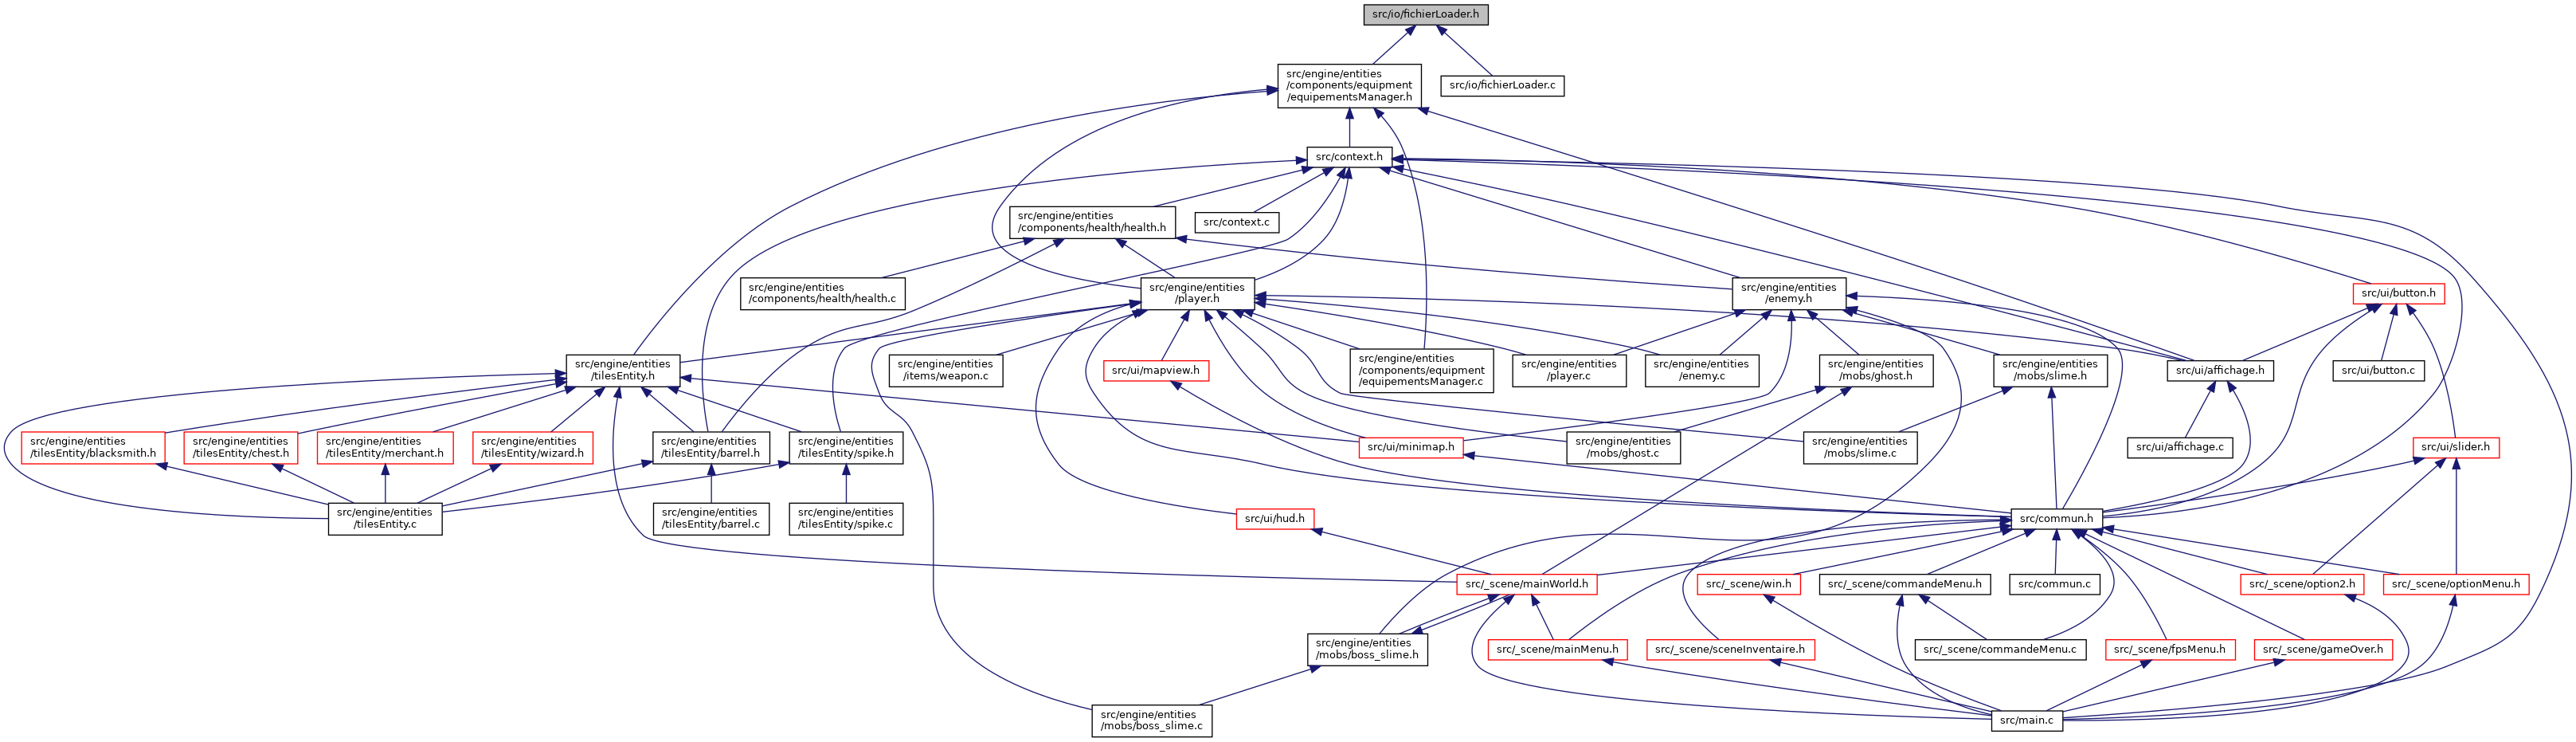 src/io/fichierLoader.h
src/engine/entities
/components/equipment
/equipementsManager.h
src/io/fichierLoader.c
src/context.h
src/engine/entities
/components/health/health.h
src/context.c
src/engine/entities
/components/health/health.c
src/engine/entities
/player.h
src/engine/entities
/enemy.h
src/ui/button.h
src/engine/entities
/tilesEntity.h
src/engine/entities
/items/weapon.c
src/ui/mapview.h
src/engine/entities
/components/equipment
/equipementsManager.c
src/engine/entities
/player.c
src/engine/entities
/enemy.c
src/engine/entities
/mobs/ghost.h
src/engine/entities
/mobs/slime.h
src/ui/affichage.h
src/ui/button.c
src/engine/entities
/tilesEntity/blacksmith.h
src/engine/entities
/tilesEntity/chest.h
src/engine/entities
/tilesEntity/merchant.h
src/engine/entities
/tilesEntity/wizard.h
src/engine/entities
/tilesEntity/barrel.h
src/engine/entities
/tilesEntity/spike.h
src/ui/minimap.h
src/engine/entities
/mobs/ghost.c
src/engine/entities
/mobs/slime.c
src/ui/affichage.c
src/ui/slider.h
src/engine/entities
/tilesEntity.c
src/engine/entities
/tilesEntity/barrel.c
src/engine/entities
/tilesEntity/spike.c
src/ui/hud.h
src/commun.h
src/_scene/mainWorld.h
src/_scene/win.h
src/_scene/commandeMenu.h
src/commun.c
src/_scene/option2.h
src/_scene/optionMenu.h
src/engine/entities
/mobs/boss_slime.h
src/_scene/mainMenu.h
src/_scene/sceneInventaire.h
src/_scene/commandeMenu.c
src/_scene/fpsMenu.h
src/_scene/gameOver.h
src/engine/entities
/mobs/boss_slime.c
src/main.c